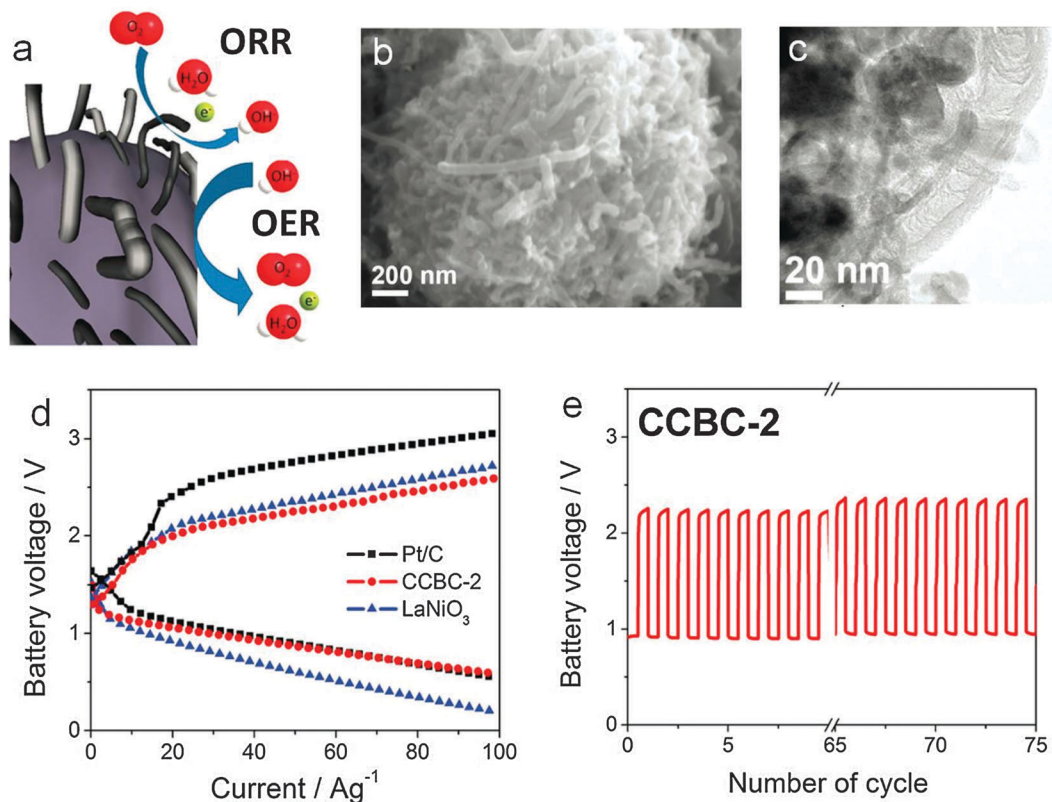 a
ORR
O₂
H₂O
e⁻
OH
OH
OER
O₂
e⁻
H₂O
b
200 nm
c
20 nm
d
Battery voltage / V
3
2
1
0
Pt/C
CCBC-2
LaNiO₃
0 20 40 60 80 100
Current / Ag⁻¹
e
CCBC-2
Battery voltage / V
3
2
1
0
0 5 65 70 75
Number of cycle